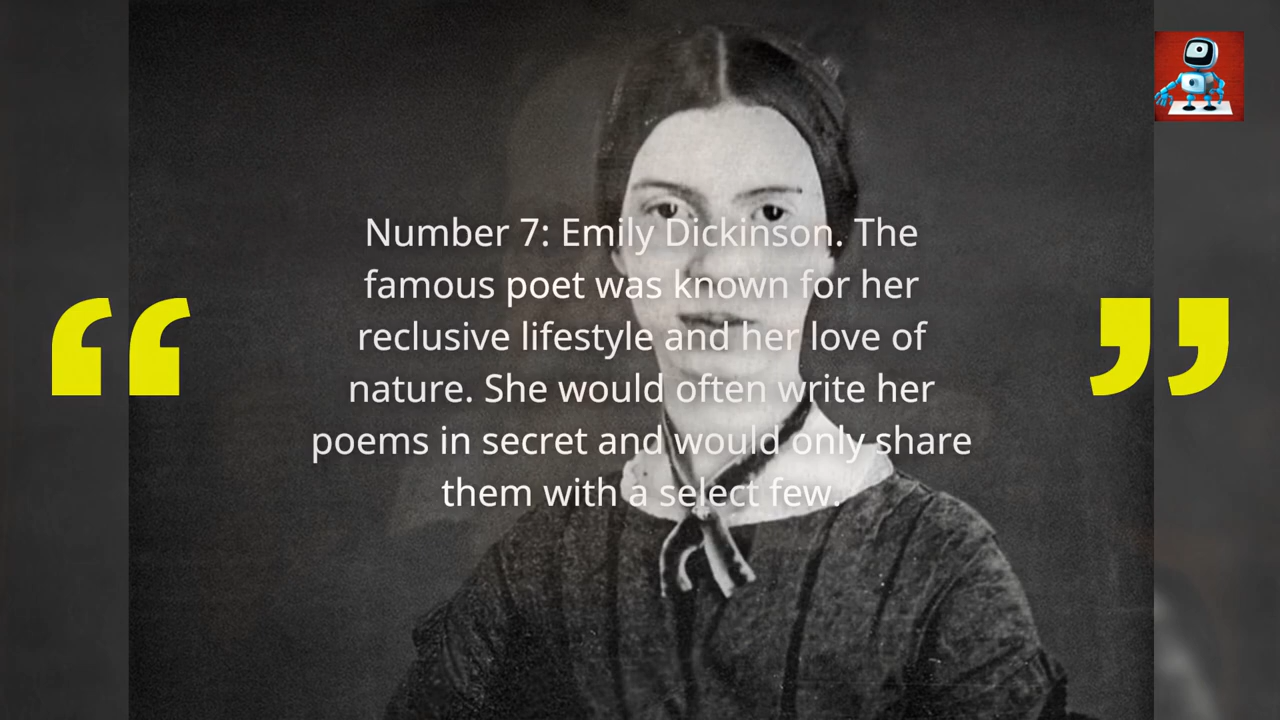 Number 7: Emily Dickinson. The
famous poet was known for her
reclusive lifestyle and her love of
nature. She would often write her
poems in secret and would only share
them with a select few.